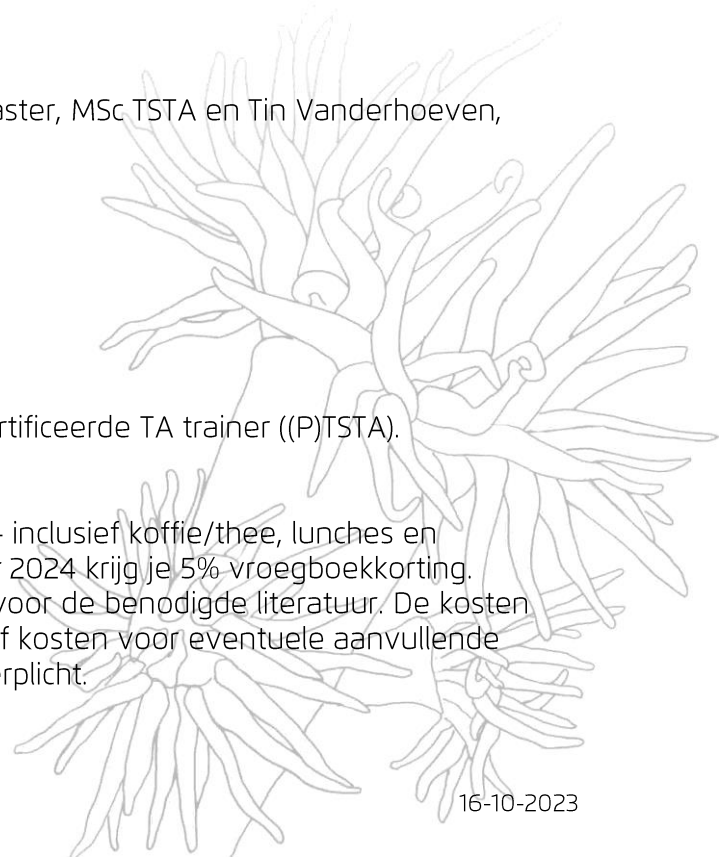 aster, MSc TSTA en Tin Vanderhoeven,
rtificeerde TA trainer ((P)TSTA).
- inclusief koffie/thee, lunches en
r 2024 krijg je 5% vroegboekkorting.
voor de benodigde literatuur. De kosten
f kosten voor eventuele aanvullende
erplicht.
16-10-2023